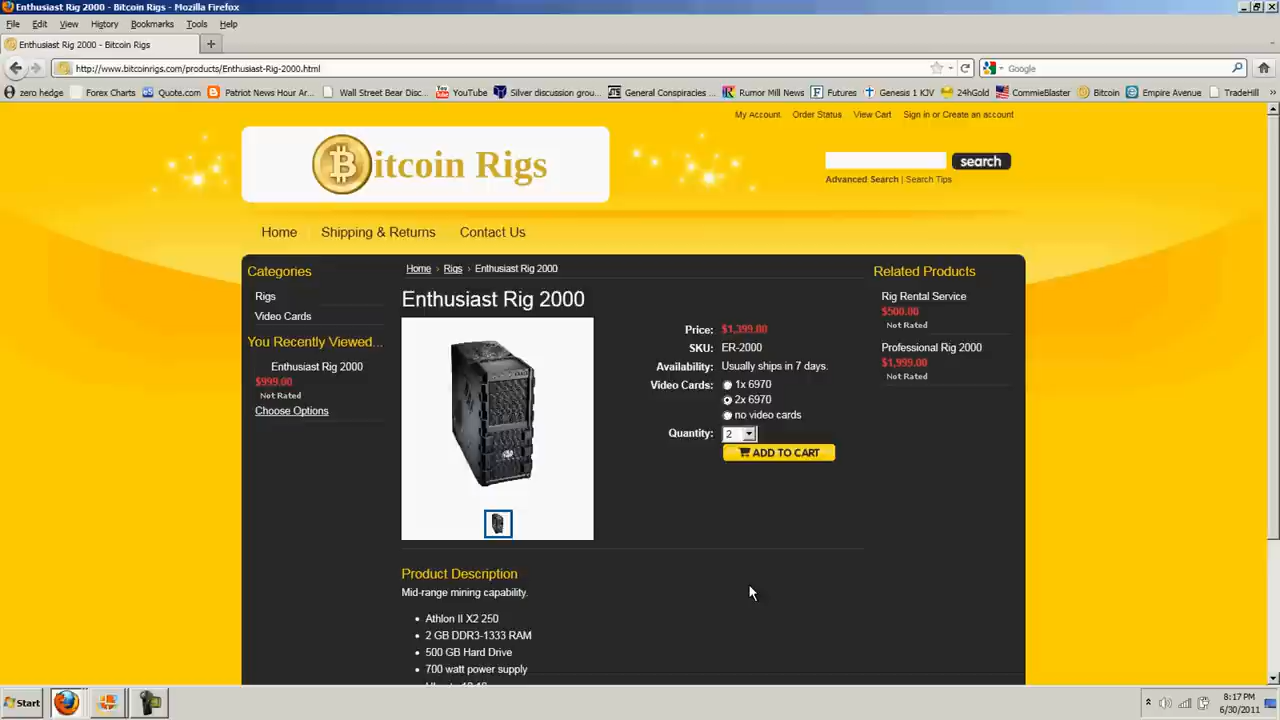 Enthusiast Rig 2000 - Bitcoin Rigs - Mozilla Firefox
File Edit View History Bookmarks Tools Help
Enthusiast Rig 2000 - Bitcoin Rigs
http://www.bitcoinrigs.com/products/Enthusiast-Rig-2000.html
Google
zero hedge Forex Charts Quote.com Patriot News Hour Ar... YouTube Wall Street Bear Disc... Silver discussion grou... General Conspiracies ... Rumor Mill News Futures Genesis 1 KJV 24hGold CommieBlaster Bitcoin Empire Avenue TradeHill
My Account Order Status View Cart Sign in or Create an account
Bitcoin Rigs
search
Advanced Search | Search Tips
Home Shipping & Returns Contact Us
Categories
Rigs
Video Cards
You Recently Viewed...
Enthusiast Rig 2000
$999.00
Not Rated
Choose Options
Home › Rigs › Enthusiast Rig 2000
Enthusiast Rig 2000
Price: $1,399.00
SKU: ER-2000
Availability: Usually ships in 7 days.
Video Cards: 1x 6970
2x 6970
no video cards
Quantity: 2
ADD TO CART
Product Description
Mid-range mining capability.
• Athlon II X2 250
• 2 GB DDR3-1333 RAM
• 500 GB Hard Drive
• 700 watt power supply
Related Products
Rig Rental Service
$500.00
Not Rated
Professional Rig 2000
$1,999.00
Not Rated
Start
8:17 PM
6/30/2011